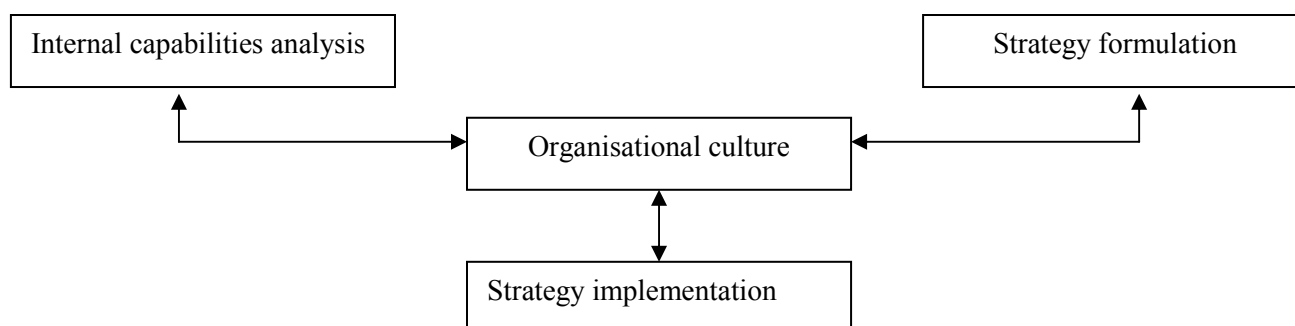 Internal capabilities analysis
Strategy formulation
Organisational culture
Strategy implementation